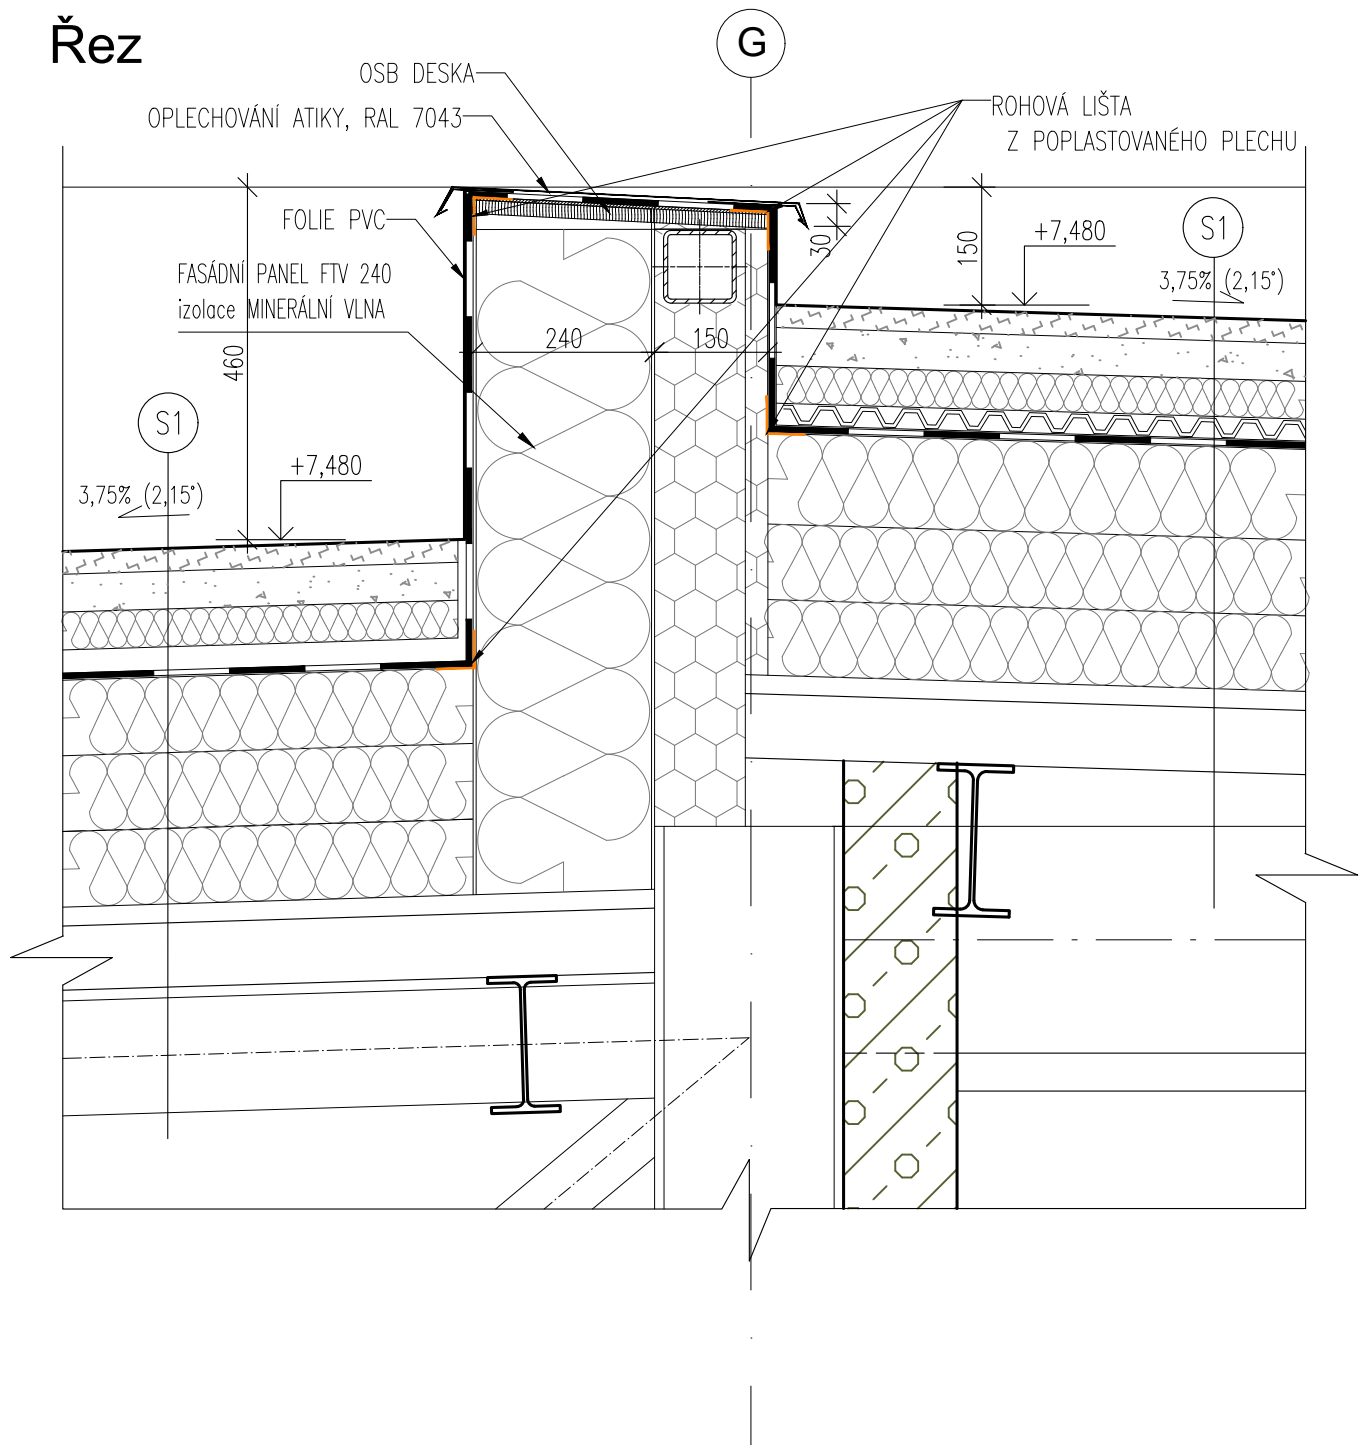 Řez
G
OSB DESKA
OPLECHOVÁNÍ ATIKY, RAL 7043
ROHOVÁ LIŠTA
Z POPLASTOVANÉHO PLECHU
FOLIE PVC
FASÁDNÍ PANEL FTV 240
izolace MINERÁLNÍ VLNA
30
150
+7,480
S1
3,75% (2,15°)
460
240
150
S1
+7,480
3,75% (2,15°)